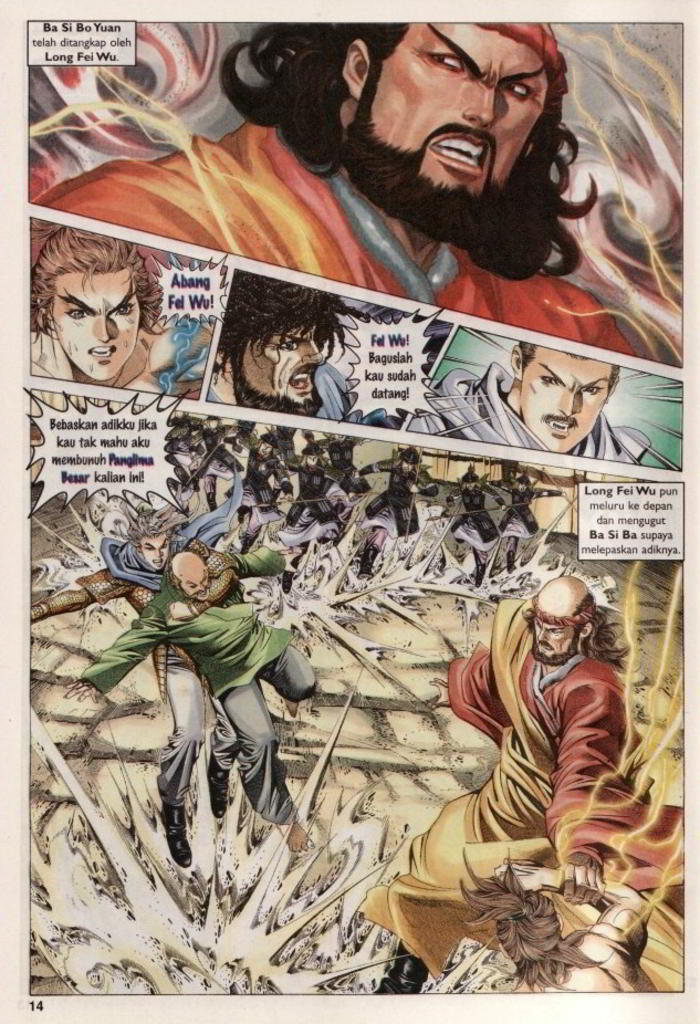 Ba Si Bo Yuan
telah ditangkap oleh
Long Fei Wu.
Abang
Fei Wu!
Fei Wu!
Baguslah
kau sudah
datang!
Bebaskan adikku jika
kau tak mahu aku
membunuh Panglima
Besar kalian ini!
Long Fei Wu pun
meluru ke depan
dan mengugut
Ba Si Ba supaya
melepaskan adiknya.
14